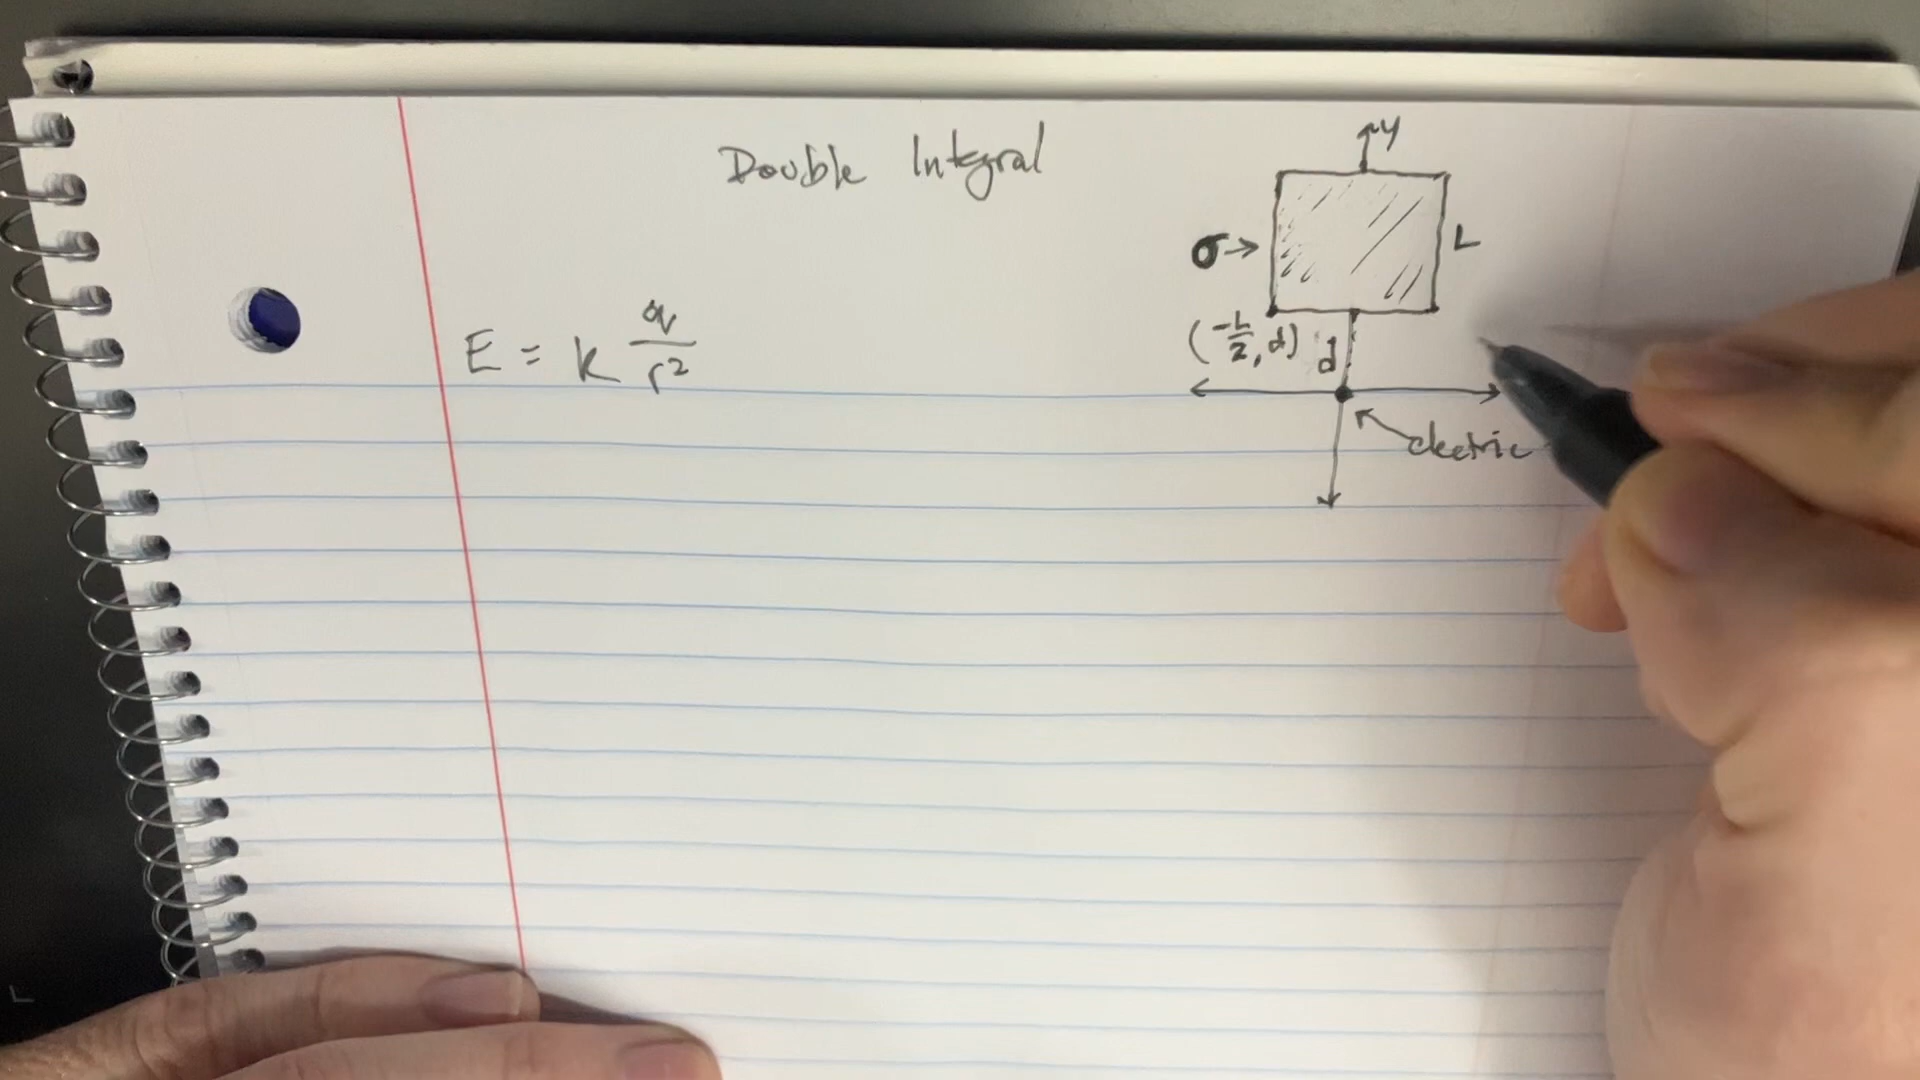 Double Integral
y
σ→
L
E = k q/r²
(-L/2, d)
d
electric